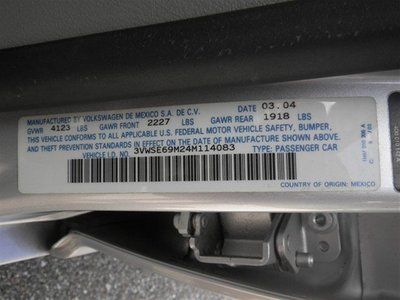 MFD. BY VOLKSWAGEN DE MEXICO S.A. DE C.V. DATE 03.04
GVWR 4123 LBS GAWR FRONT 2227 LBS GAWR REAR 1918 LBS
THIS VEHICLE CONFORMS TO ALL APPLICABLE U.S. FEDERAL MOTOR VEHICLE SAFETY, BUMPER,
AND THEFT PREVENTION STANDARDS IN EFFECT ON THE DATE OF MANUFACTURE SHOWN ABOVE.
VEHICLE I.D. NO. 3VWSE69M24M114083 TYPE: PASSENGER CAR
COUNTRY OF ORIGIN: MEXICO